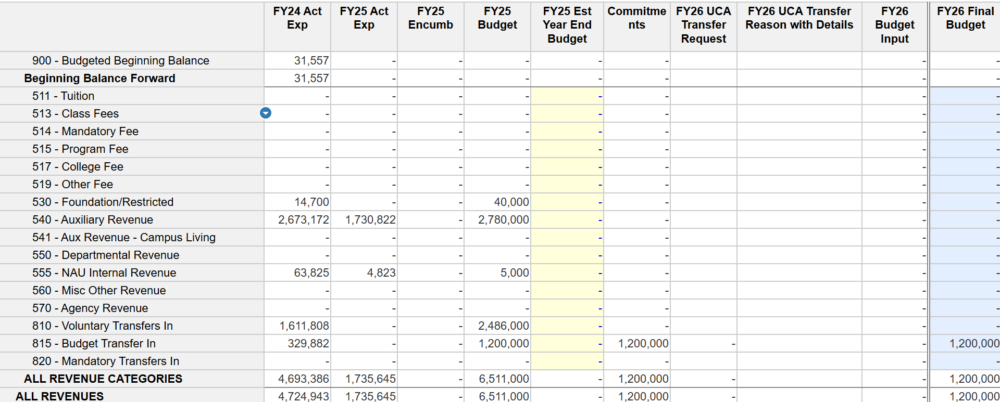 FY24 Act Exp FY25 Act Exp FY25 Encumb FY25 Budget FY25 Est Year End Budget Commitments FY26 UCA Transfer Request FY26 UCA Transfer Reason with Details FY26 Budget Input FY26 Final Budget
900 - Budgeted Beginning Balance 31,557 - - - - - - -
Beginning Balance Forward 31,557 - - - - - - -
511 - Tuition - - - - - - - -
513 - Class Fees - - - - - - - -
514 - Mandatory Fee - - - - - - - -
515 - Program Fee - - - - - - - -
517 - College Fee - - - - - - - -
519 - Other Fee - - - - - - - -
530 - Foundation/Restricted 14,700 - - 40,000 - - - -
540 - Auxiliary Revenue 2,673,172 1,730,822 - 2,780,000 - - - -
541 - Aux Revenue - Campus Living - - - - - - - -
550 - Departmental Revenue - - - - - - - -
555 - NAU Internal Revenue 63,825 4,823 - 5,000 - - - -
560 - Misc Other Revenue - - - - - - - -
570 - Agency Revenue - - - - - - - -
810 - Voluntary Transfers In 1,611,808 - - 2,486,000 - - - -
815 - Budget Transfer In 329,882 - - 1,200,000 - 1,200,000 - - 1,200,000
820 - Mandatory Transfers In - - - - - - - -
ALL REVENUE CATEGORIES 4,693,386 1,735,645 - 6,511,000 - 1,200,000 - - 1,200,000
ALL REVENUES 4,724,943 1,735,645 - 6,511,000 - 1,200,000 - - 1,200,000